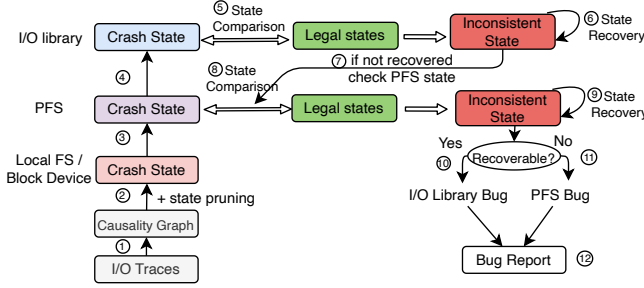 I/O library
Crash State
⑤ State
Comparison
Legal states
Inconsistent
State
⑥ State
Recovery
④
⑦ if not recovered
check PFS state
⑧ State
Comparison
PFS
Crash State
Legal states
Inconsistent
State
⑨ State
Recovery
③
Local FS /
Block Device
Crash State
Yes
No
⑩
Recoverable?
⑪
② + state pruning
I/O Library Bug
PFS Bug
Causality Graph
①
I/O Traces
Bug Report
⑫